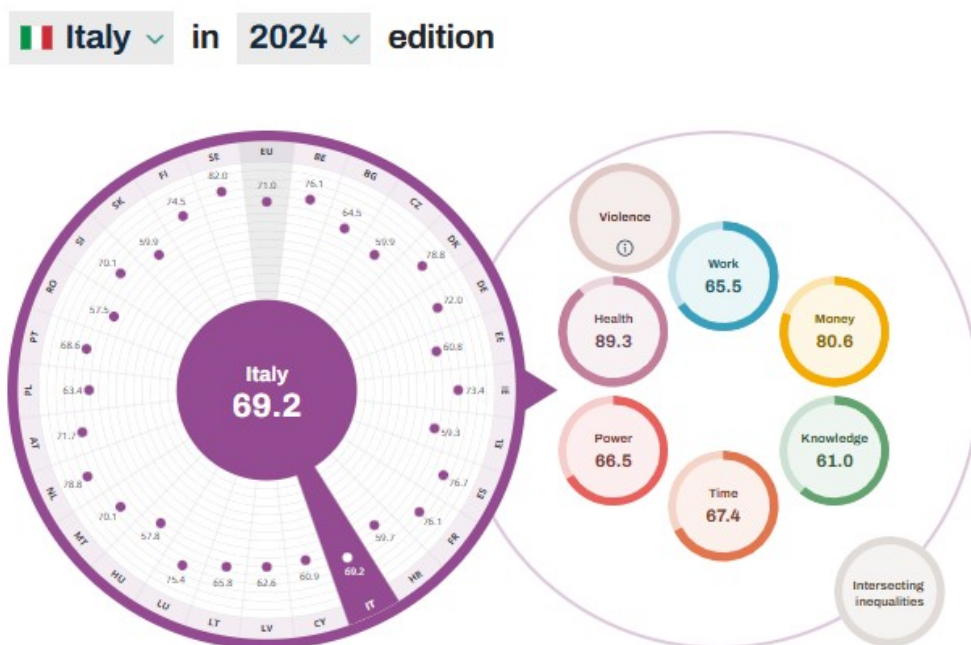 Italy in 2024 edition
EU
71.0
BE
76.1
BG
64.5
CZ
59.9
DK
78.8
DE
72.0
EE
60.8
IE
73.4
EL
59.3
ES
76.7
FR
76.1
HR
59.7
IT
69.2
CY
60.9
LV
62.6
LT
65.8
LU
75.4
HU
57.8
MT
70.1
NL
78.8
AT
71.7
PL
63.4
PT
68.6
RO
57.5
SI
70.1
SK
59.9
FI
74.5
SE
82.0
Italy
69.2
Violence
Work
65.5
Health
89.3
Money
80.6
Power
66.5
Knowledge
61.0
Time
67.4
Intersecting
inequalities